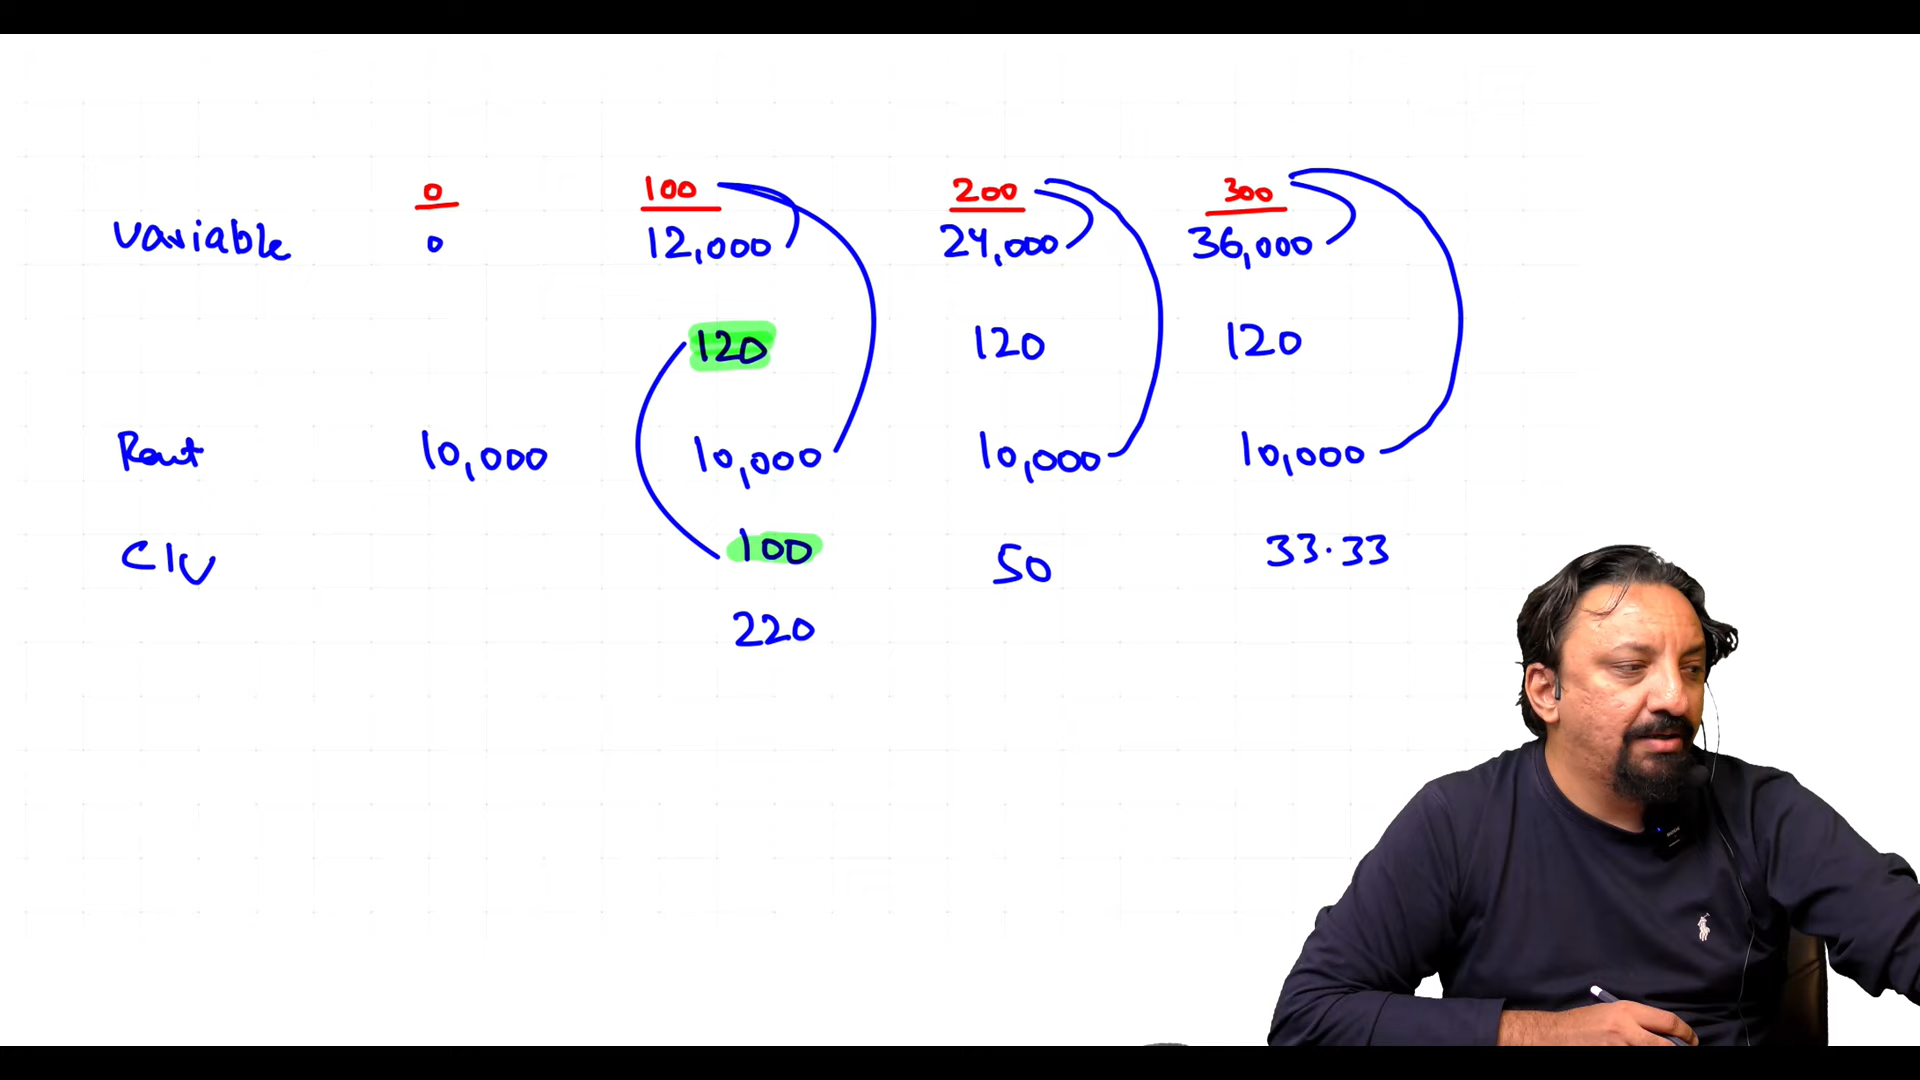 0 100 200 300
variable 0 12,000 24,000 36,000
120 120 120
Rent 10,000 10,000 10,000 10,000
C/U 100 50 33.33
220